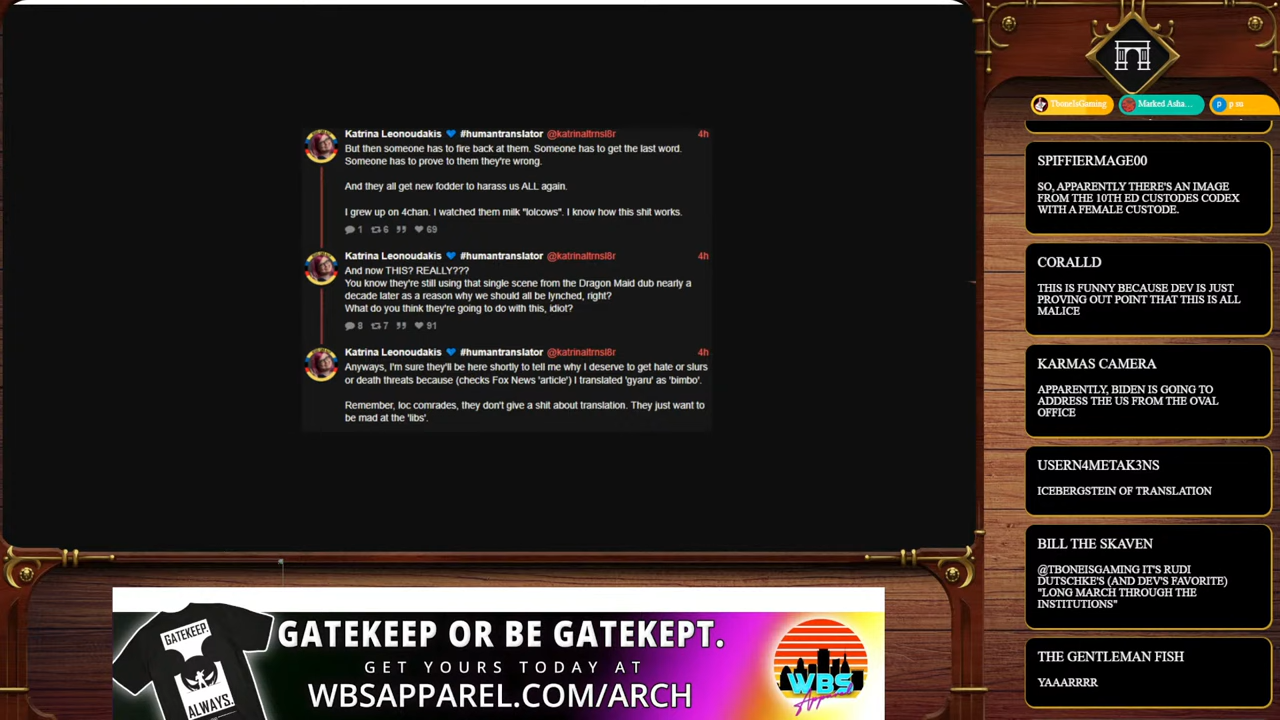 Katrina Leonoudakis 💙 #humantranslator @katrinaltrnsl8r 4h
But then someone has to fire back at them. Someone has to get the last word.
Someone has to prove to them they're wrong.
And they all get new fodder to harass us ALL again.
I grew up on 4chan. I watched them milk "lolcows". I know how this shit works.
1 6 69
Katrina Leonoudakis 💙 #humantranslator @katrinaltrnsl8r 4h
And now THIS? REALLY???
You know they're still using that single scene from the Dragon Maid dub nearly a
decade later as a reason why we should all be lynched, right?
What do you think they're going to do with this, idiot?
8 7 91
Katrina Leonoudakis 💙 #humantranslator @katrinaltrnsl8r 4h
Anyways, I'm sure they'll be here shortly to tell me why I deserve to get hate or slurs
or death threats because (checks Fox News 'article') I translated 'gyaru' as 'bimbo'.
Remember, loc comrades, they don't give a shit about translation. They just want to
be mad at the 'libs'.
GATEKEEP.
ALWAYS.
GATEKEEP OR BE GATEKEPT.
GET YOURS TODAY AT
WBSAPPAREL.COM/ARCH
WBS
Apparel
TboneIsGaming Marked Asha... p p su
SPIFFIERMAGE00
SO, APPARENTLY THERE'S AN IMAGE
FROM THE 10TH ED CUSTODES CODEX
WITH A FEMALE CUSTODE.
CORALLD
THIS IS FUNNY BECAUSE DEV IS JUST
PROVING OUT POINT THAT THIS IS ALL
MALICE
KARMAS CAMERA
APPARENTLY, BIDEN IS GOING TO
ADDRESS THE US FROM THE OVAL
OFFICE
USERN4METAK3NS
ICEBERGSTEIN OF TRANSLATION
BILL THE SKAVEN
@TBONEISGAMING IT'S RUDI
DUTSCHKE'S (AND DEV'S FAVORITE)
"LONG MARCH THROUGH THE
INSTITUTIONS"
THE GENTLEMAN FISH
YAAARRRR